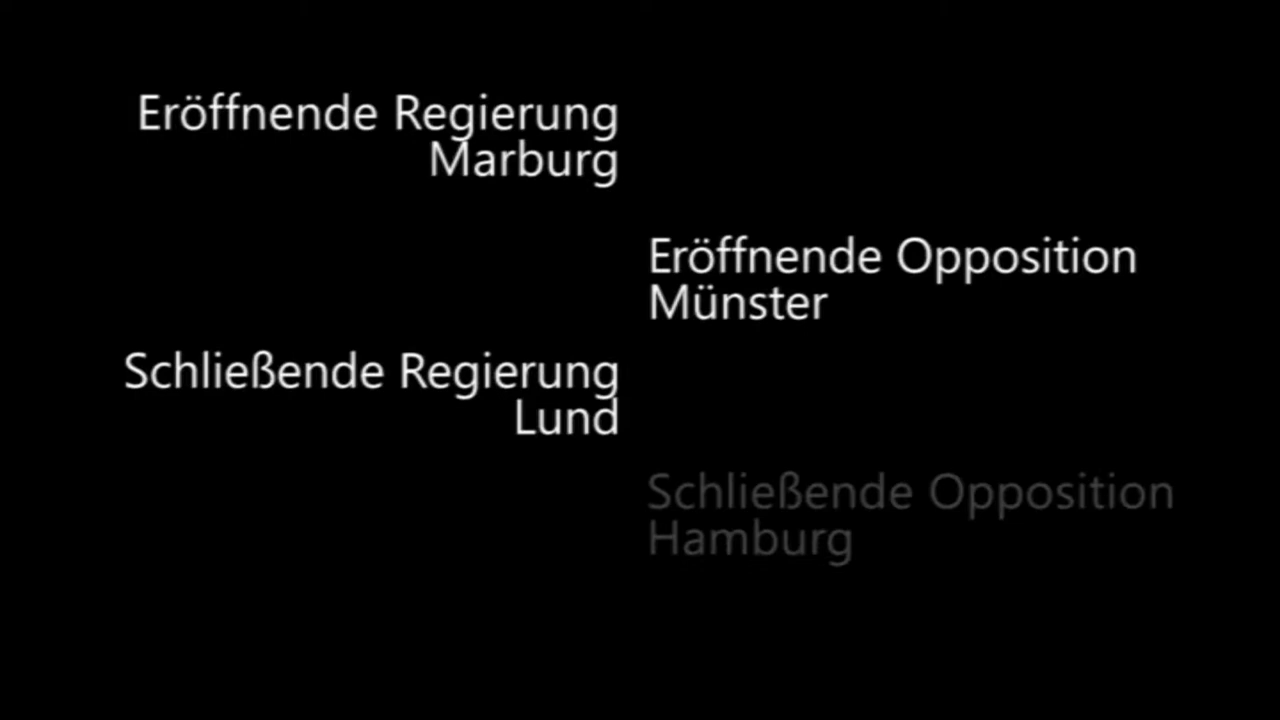 Eröffnende Regierung
Marburg
Eröffnende Opposition
Münster
Schließende Regierung
Lund
Schließende Opposition
Hamburg